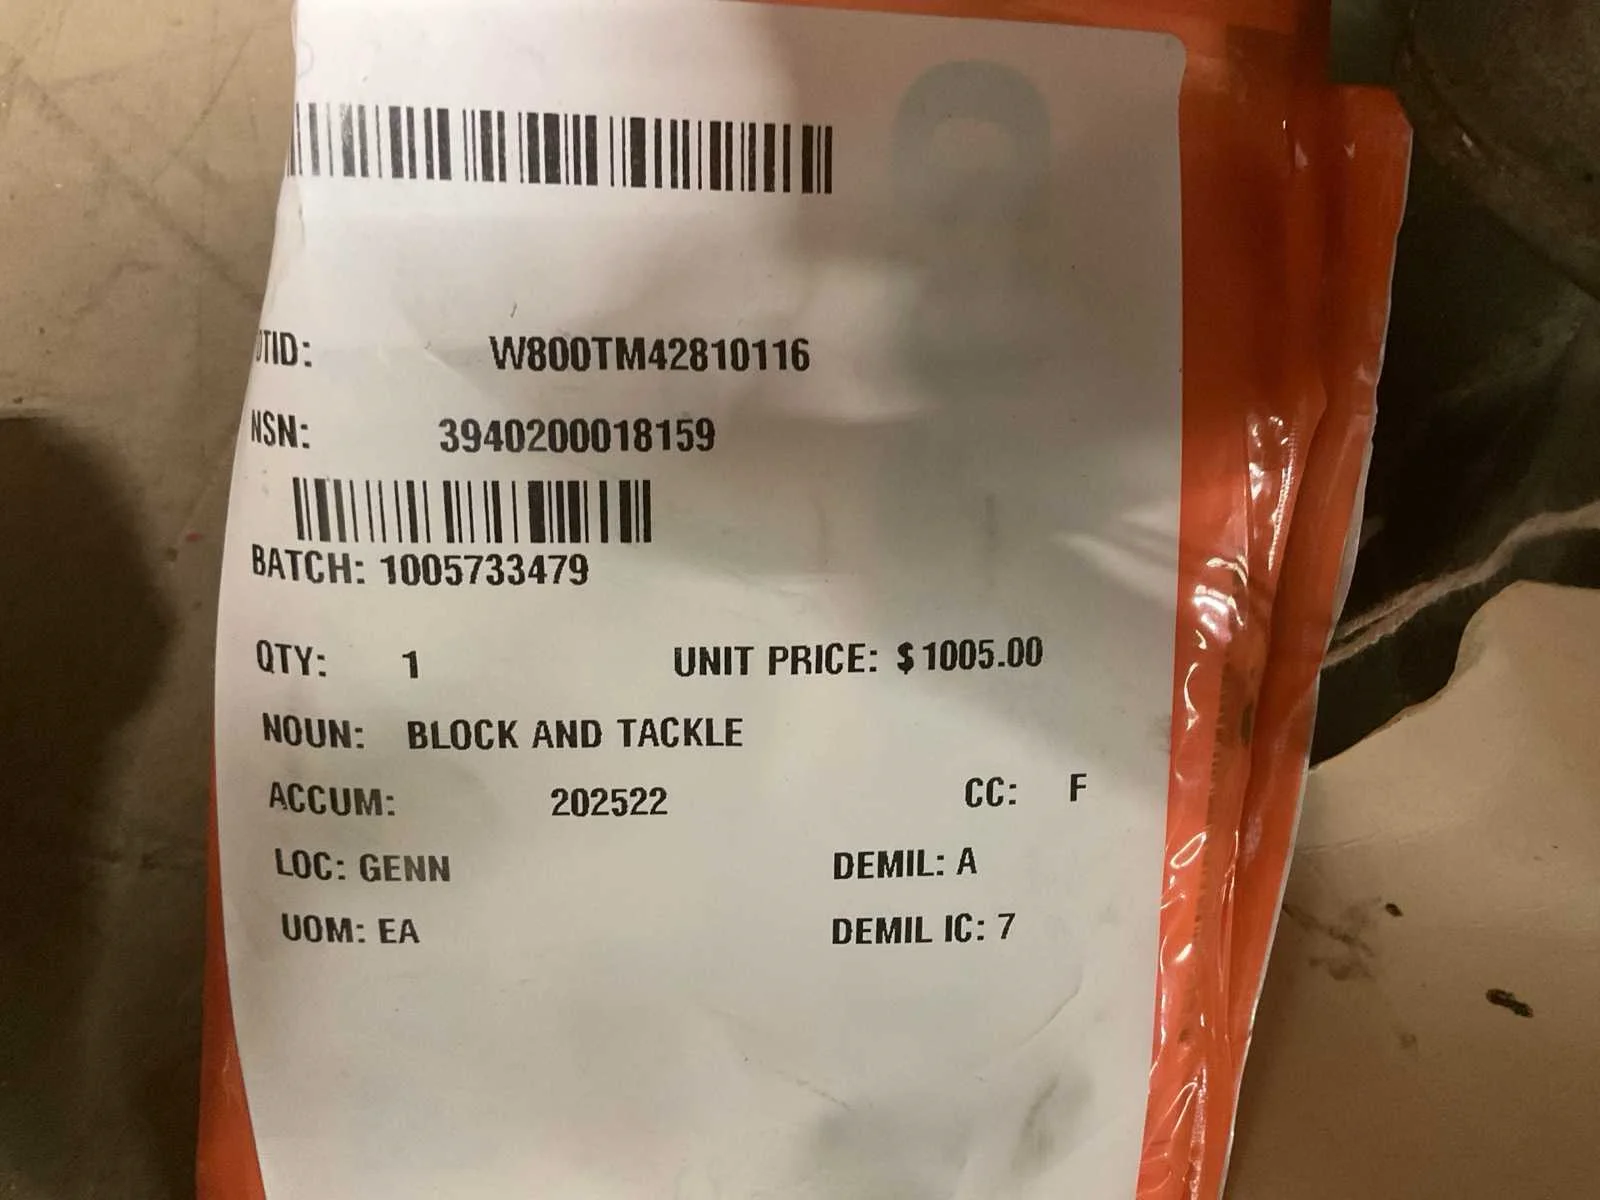 DTID: W800TM42810116
NSN: 3940200018159
BATCH: 1005733479
QTY: 1 UNIT PRICE: $1005.00
NOUN: BLOCK AND TACKLE
ACCUM: 202522 CC: F
LOC: GENN DEMIL: A
UOM: EA DEMIL IC: 7